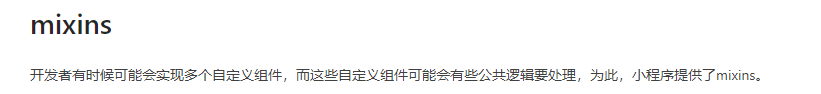 mixins
开发者有时候可能会实现多个自定义组件，而这些自定义组件可能会有些公共逻辑要处理，为此，小程序提供了mixins。